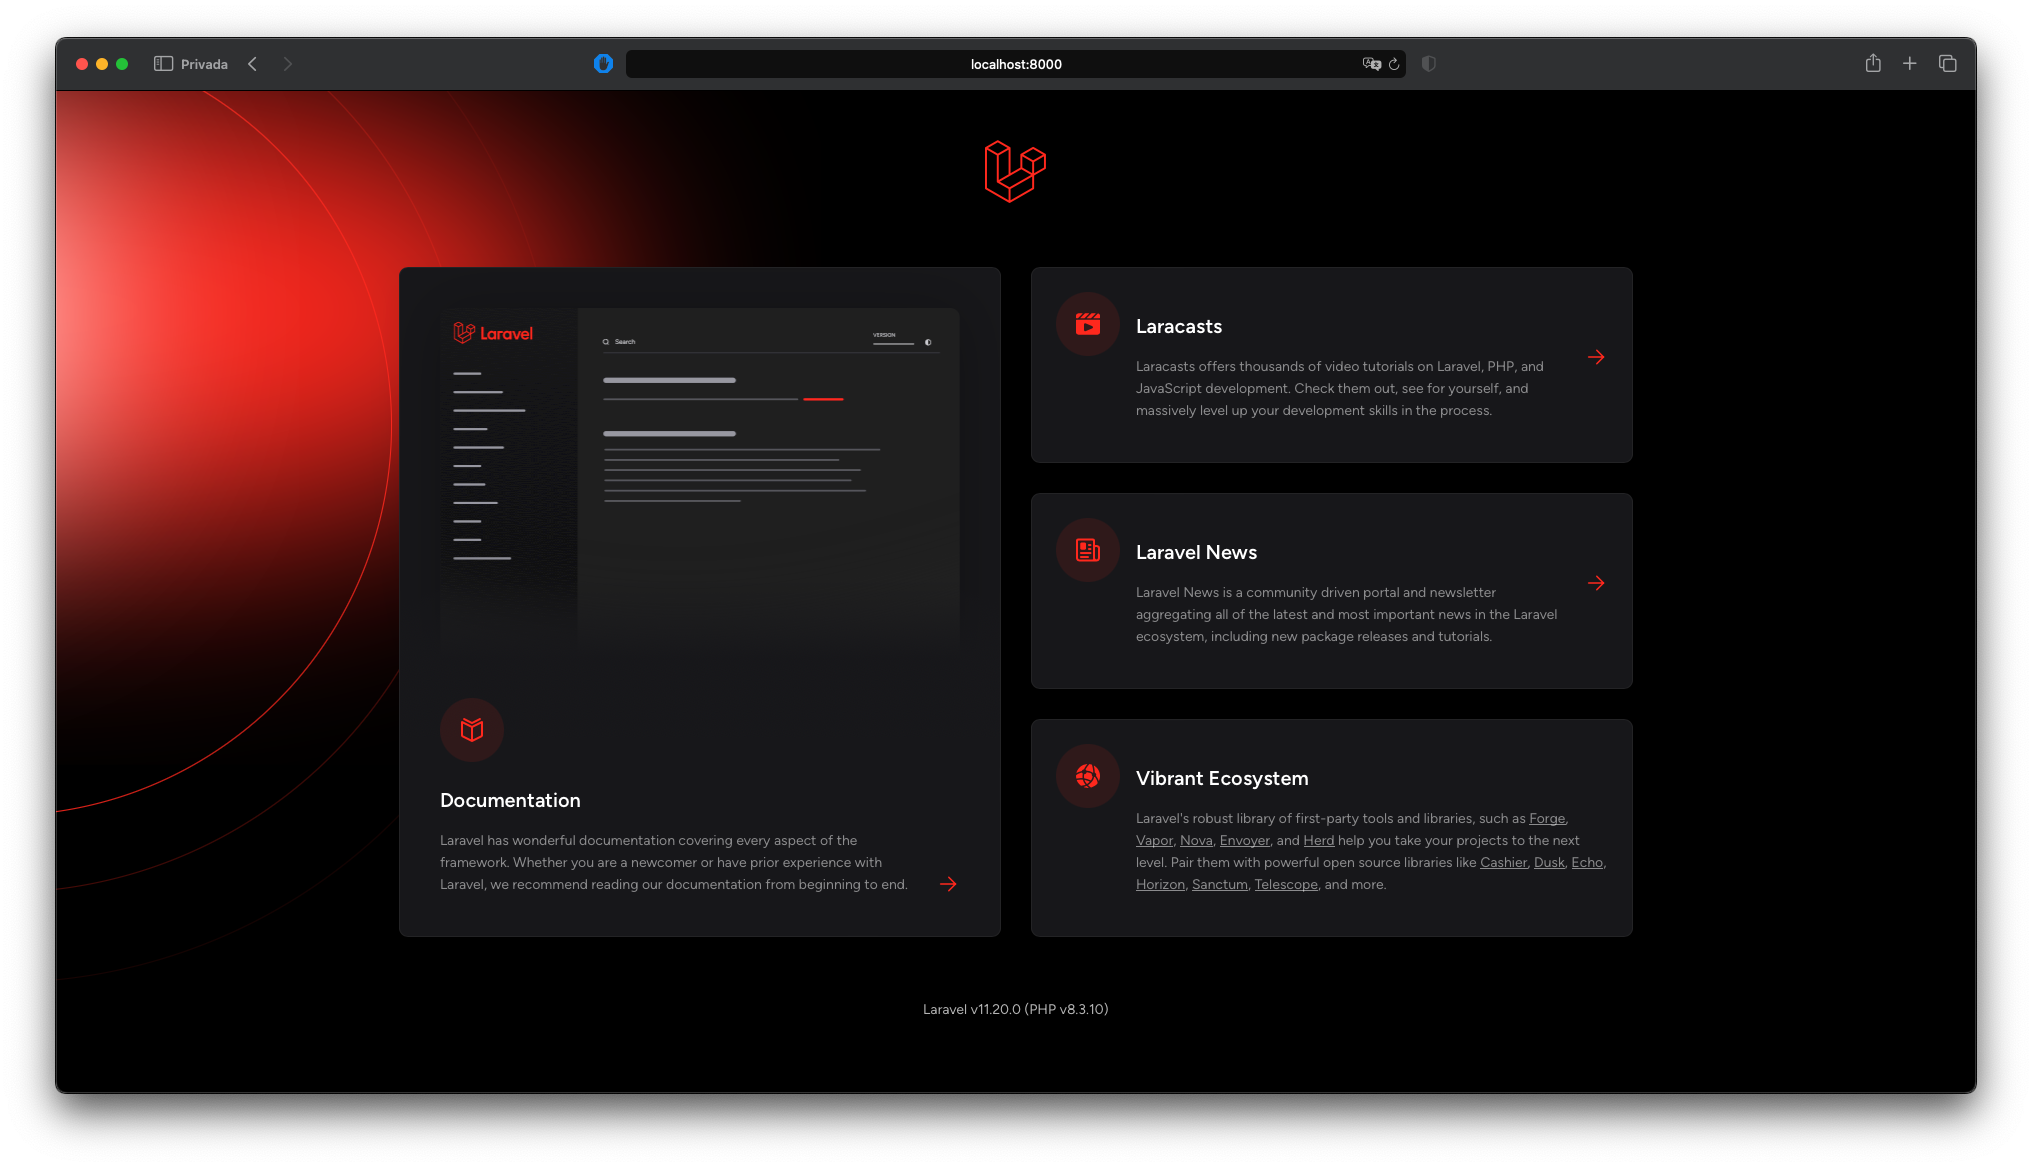 Privada
localhost:8000
Laravel
Search
VERSION
Documentation
Laravel has wonderful documentation covering every aspect of the
framework. Whether you are a newcomer or have prior experience with
Laravel, we recommend reading our documentation from beginning to end.
Laracasts
Laracasts offers thousands of video tutorials on Laravel, PHP, and
JavaScript development. Check them out, see for yourself, and
massively level up your development skills in the process.
Laravel News
Laravel News is a community driven portal and newsletter
aggregating all of the latest and most important news in the Laravel
ecosystem, including new package releases and tutorials.
Vibrant Ecosystem
Laravel's robust library of first-party tools and libraries, such as Forge,
Vapor, Nova, Envoyer, and Herd help you take your projects to the next
level. Pair them with powerful open source libraries like Cashier, Dusk, Echo,
Horizon, Sanctum, Telescope, and more.
Laravel v11.20.0 (PHP v8.3.10)